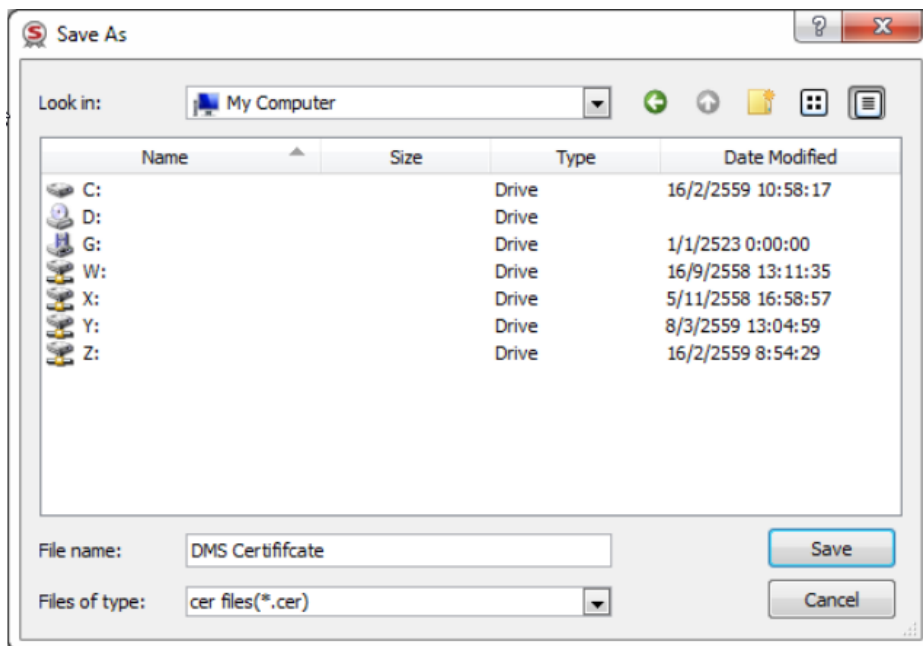 Save As
Look in: My Computer
Name Size Type Date Modified
C: Drive 16/2/2559 10:58:17
D: Drive
G: Drive 1/1/2523 0:00:00
W: Drive 16/9/2558 13:11:35
X: Drive 5/11/2558 16:58:57
Y: Drive 8/3/2559 13:04:59
Z: Drive 16/2/2559 8:54:29
File name: DMS Certififcate Save
Files of type: cer files(*.cer) Cancel